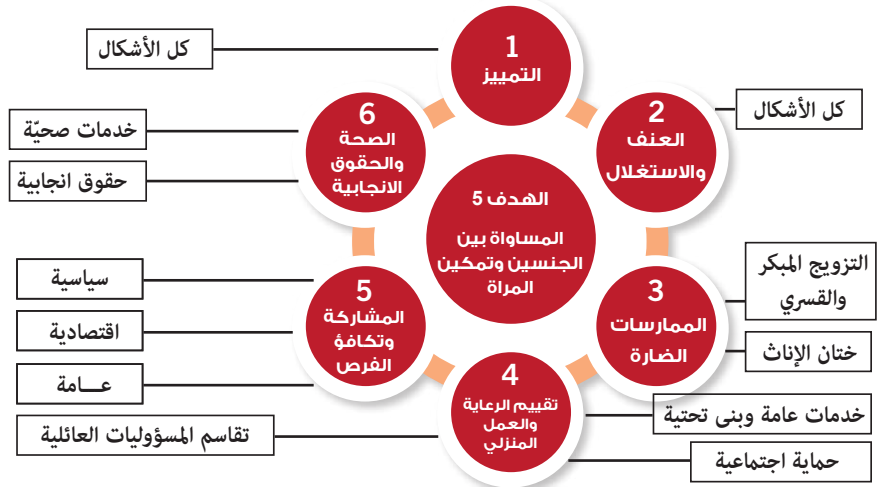 1
التمييز
كل الأشكال
2
العنف
والاستغلال
كل الأشكال
3
الممارسات
الضارة
التزويج المبكر
والقسري
ختان الإناث
4
تقييم الرعاية
والعمل
المنزلي
خدمات عامة وبنى تحتية
حماية اجتماعية
تقاسم المسؤوليات العائلية
5
المشاركة
وتكافؤ
الفرص
سياسية
اقتصادية
عـــامة
6
الصحة
والحقوق
الانجابية
خدمات صحيّة
حقوق انجابية
الهدف 5
المساواة بين
الجنسين وتمكين
المراة